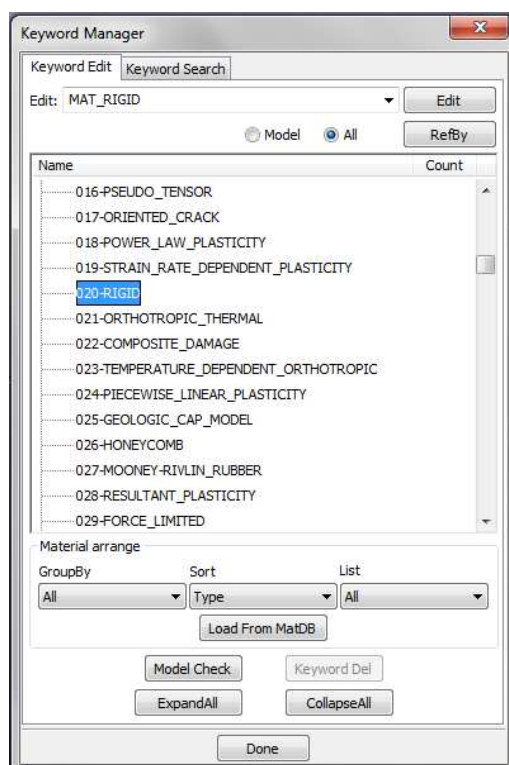 Keyword Manager
Keyword Edit Keyword Search
Edit: MAT_RIGID Edit
Model All RefBy
Name Count
016-PSEUDO_TENSOR
017-ORIENTED_CRACK
018-POWER_LAW_PLASTICITY
019-STRAIN_RATE_DEPENDENT_PLASTICITY
020-RIGID
021-ORTHOTROPIC_THERMAL
022-COMPOSITE_DAMAGE
023-TEMPERATURE_DEPENDENT_ORTHOTROPIC
024-PIECEWISE_LINEAR_PLASTICITY
025-GEOLOGIC_CAP_MODEL
026-HONEYCOMB
027-MOONEY-RIVLIN_RUBBER
028-RESULTANT_PLASTICITY
029-FORCE_LIMITED
Material arrange
GroupBy Sort List
All Type All
Load From MatDB
Model Check Keyword Del
ExpandAll CollapseAll
Done